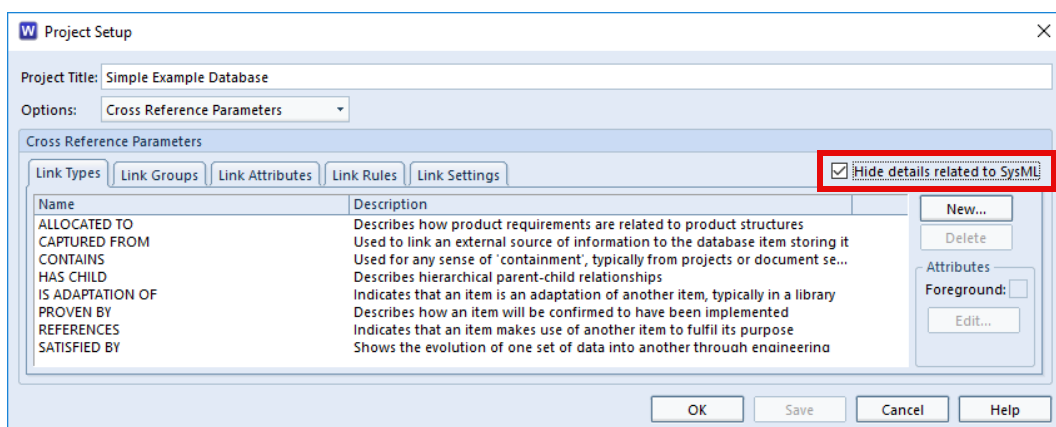 W Project Setup
Project Title: Simple Example Database
Options: Cross Reference Parameters
Cross Reference Parameters
Link Types Link Groups Link Attributes Link Rules Link Settings Hide details related to SysML
Name Description New...
ALLOCATED TO Describes how product requirements are related to product structures
CAPTURED FROM Used to link an external source of information to the database item storing it Delete
CONTAINS Used for any sense of 'containment', typically from projects or document se...
HAS CHILD Describes hierarchical parent-child relationships Attributes
IS ADAPTATION OF Indicates that an item is an adaptation of another item, typically in a library Foreground:
PROVEN BY Describes how an item will be confirmed to have been implemented
REFERENCES Indicates that an item makes use of another item to fulfil its purpose Edit...
SATISFIED BY Shows the evolution of one set of data into another through engineering
OK Save Cancel Help